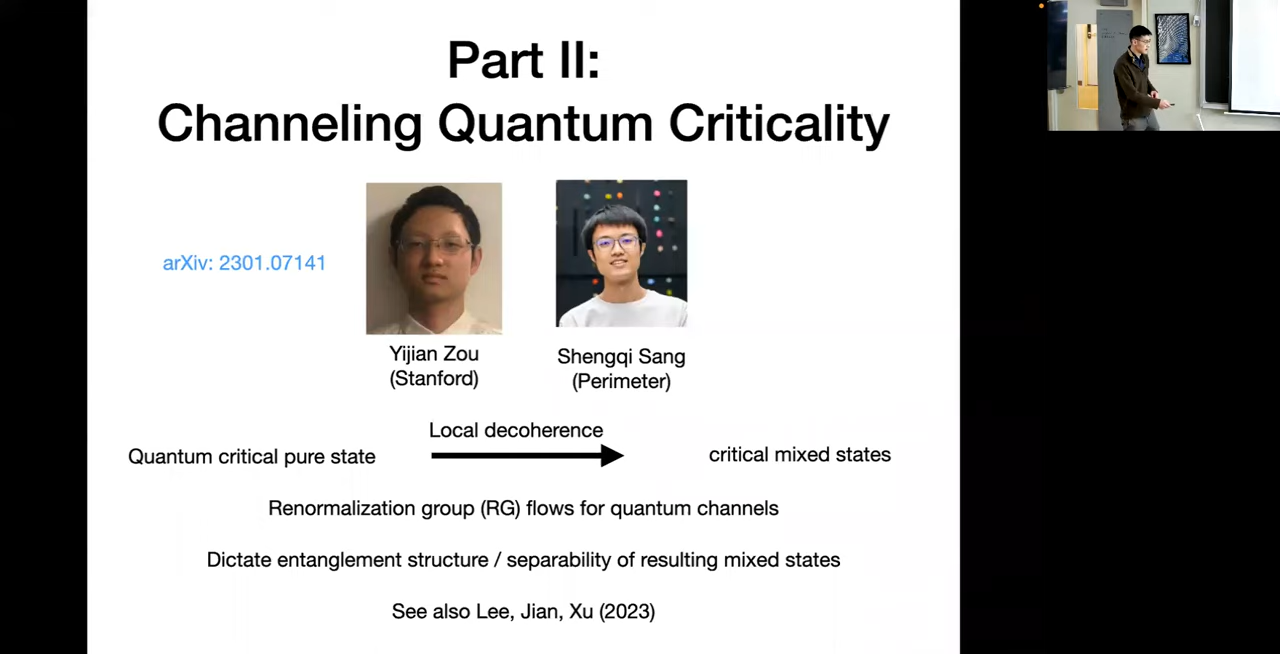 Part II:
Channeling Quantum Criticality
arXiv: 2301.07141
Yijian Zou
(Stanford)
Shengqi Sang
(Perimeter)
Local decoherence
Quantum critical pure state
critical mixed states
Renormalization group (RG) flows for quantum channels
Dictate entanglement structure / separability of resulting mixed states
See also Lee, Jian, Xu (2023)